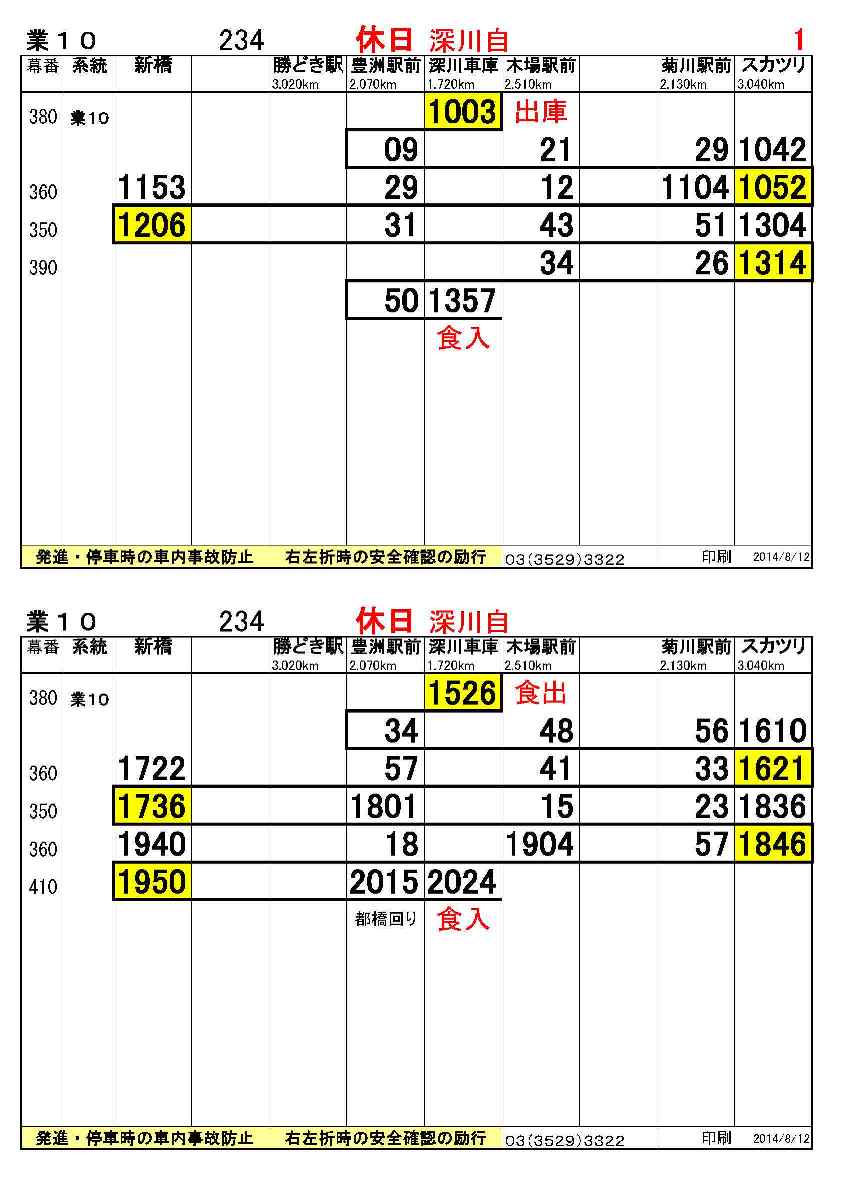 業10 234 休日 深川自 1
幕番 系統 新橋 勝どき駅 豊洲駅前 深川車庫 木場駅前 菊川駅前 スカツリ
3.020km 2.070km 1.720km 2.510km 2.130km 3.040km
380 業10 1003 出庫
09 21 29 1042
360 1153 29 12 1104 1052
350 1206 31 43 51 1304
390 34 26 1314
50 1357
食入
発進・停車時の車内事故防止 右左折時の安全確認の励行 03(3529)3322 印刷 2014/8/12
業10 234 休日 深川自
幕番 系統 新橋 勝どき駅 豊洲駅前 深川車庫 木場駅前 菊川駅前 スカツリ
3.020km 2.070km 1.720km 2.510km 2.130km 3.040km
380 業10 1526 食出
34 48 56 1610
360 1722 57 41 33 1621
350 1736 1801 15 23 1836
360 1940 18 1904 57 1846
410 1950 2015 2024
都橋回り 食入
発進・停車時の車内事故防止 右左折時の安全確認の励行 03(3529)3322 印刷 2014/8/12